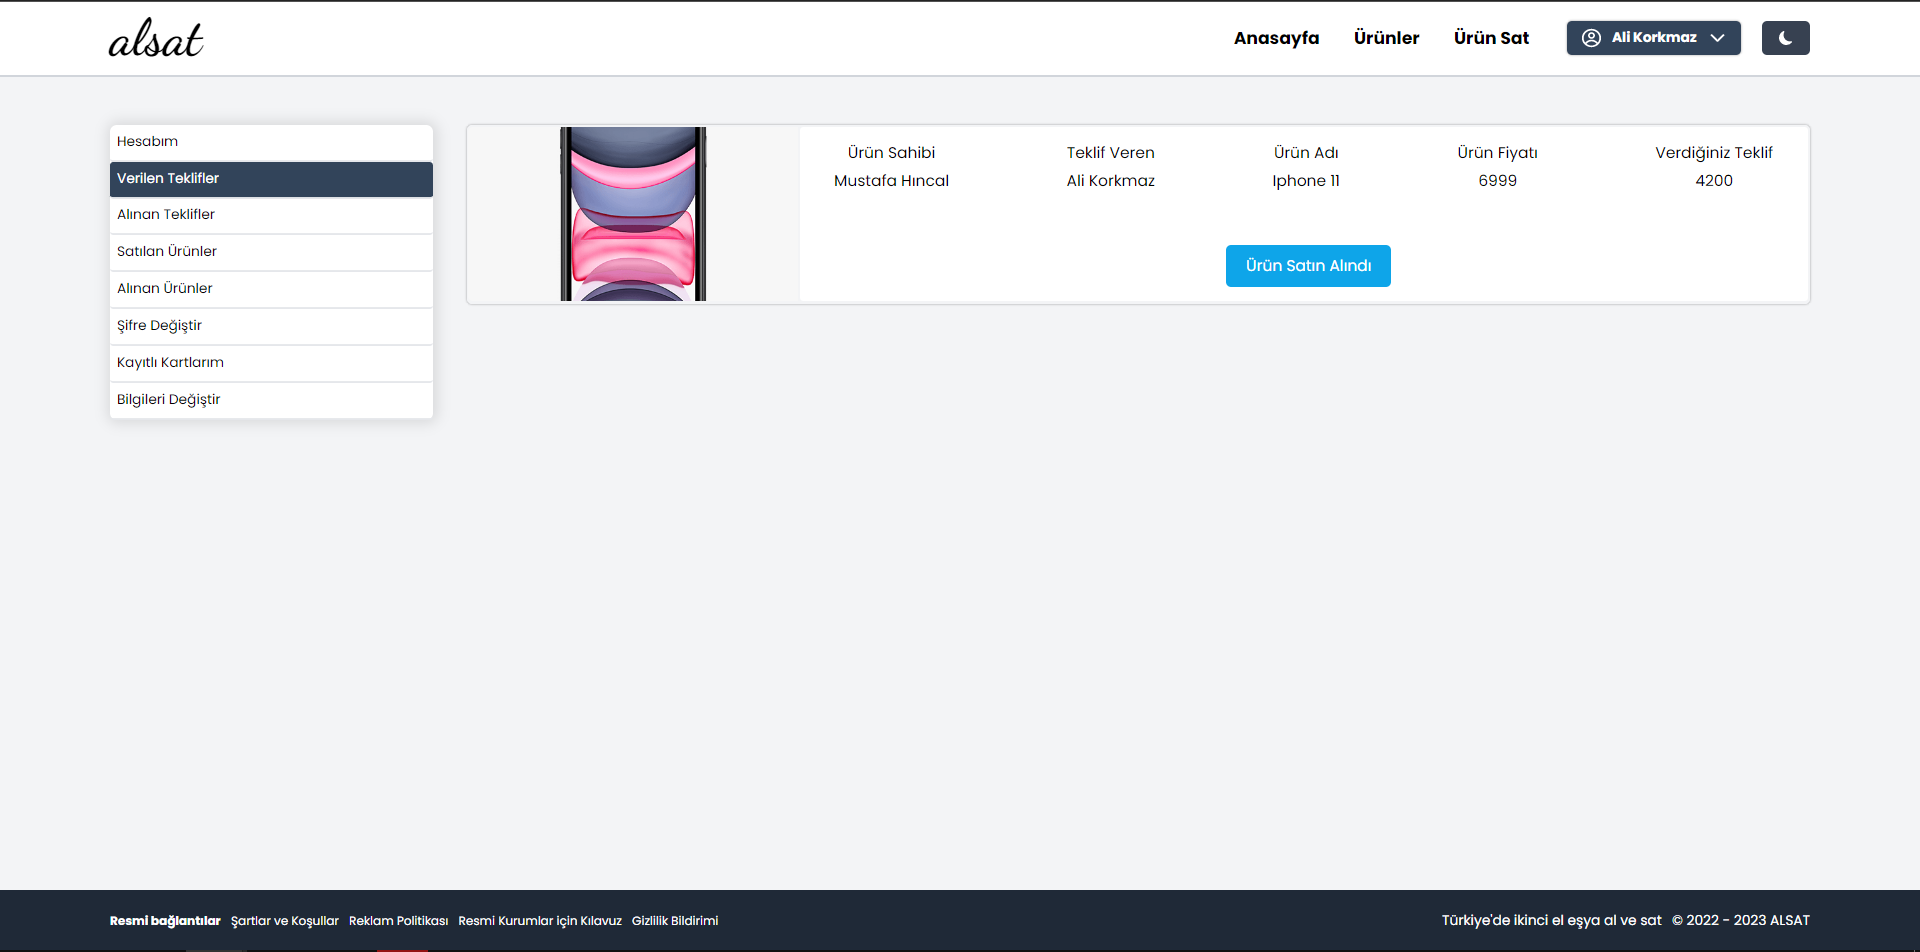 alsat
Anasayfa Ürünler Ürün Sat Ali Korkmaz
Hesabım
Verilen Teklifler
Alınan Teklifler
Satılan Ürünler
Alınan Ürünler
Şifre Değiştir
Kayıtlı Kartlarım
Bilgileri Değiştir
Ürün Sahibi Teklif Veren Ürün Adı Ürün Fiyatı Verdiğiniz Teklif
Mustafa Hıncal Ali Korkmaz Iphone 11 6999 4200
Ürün Satın Alındı
Resmi bağlantılar Şartlar ve Koşullar Reklam Politikası Resmi Kurumlar için Kılavuz Gizlilik Bildirimi
Türkiye'de ikinci el eşya al ve sat © 2022 - 2023 ALSAT